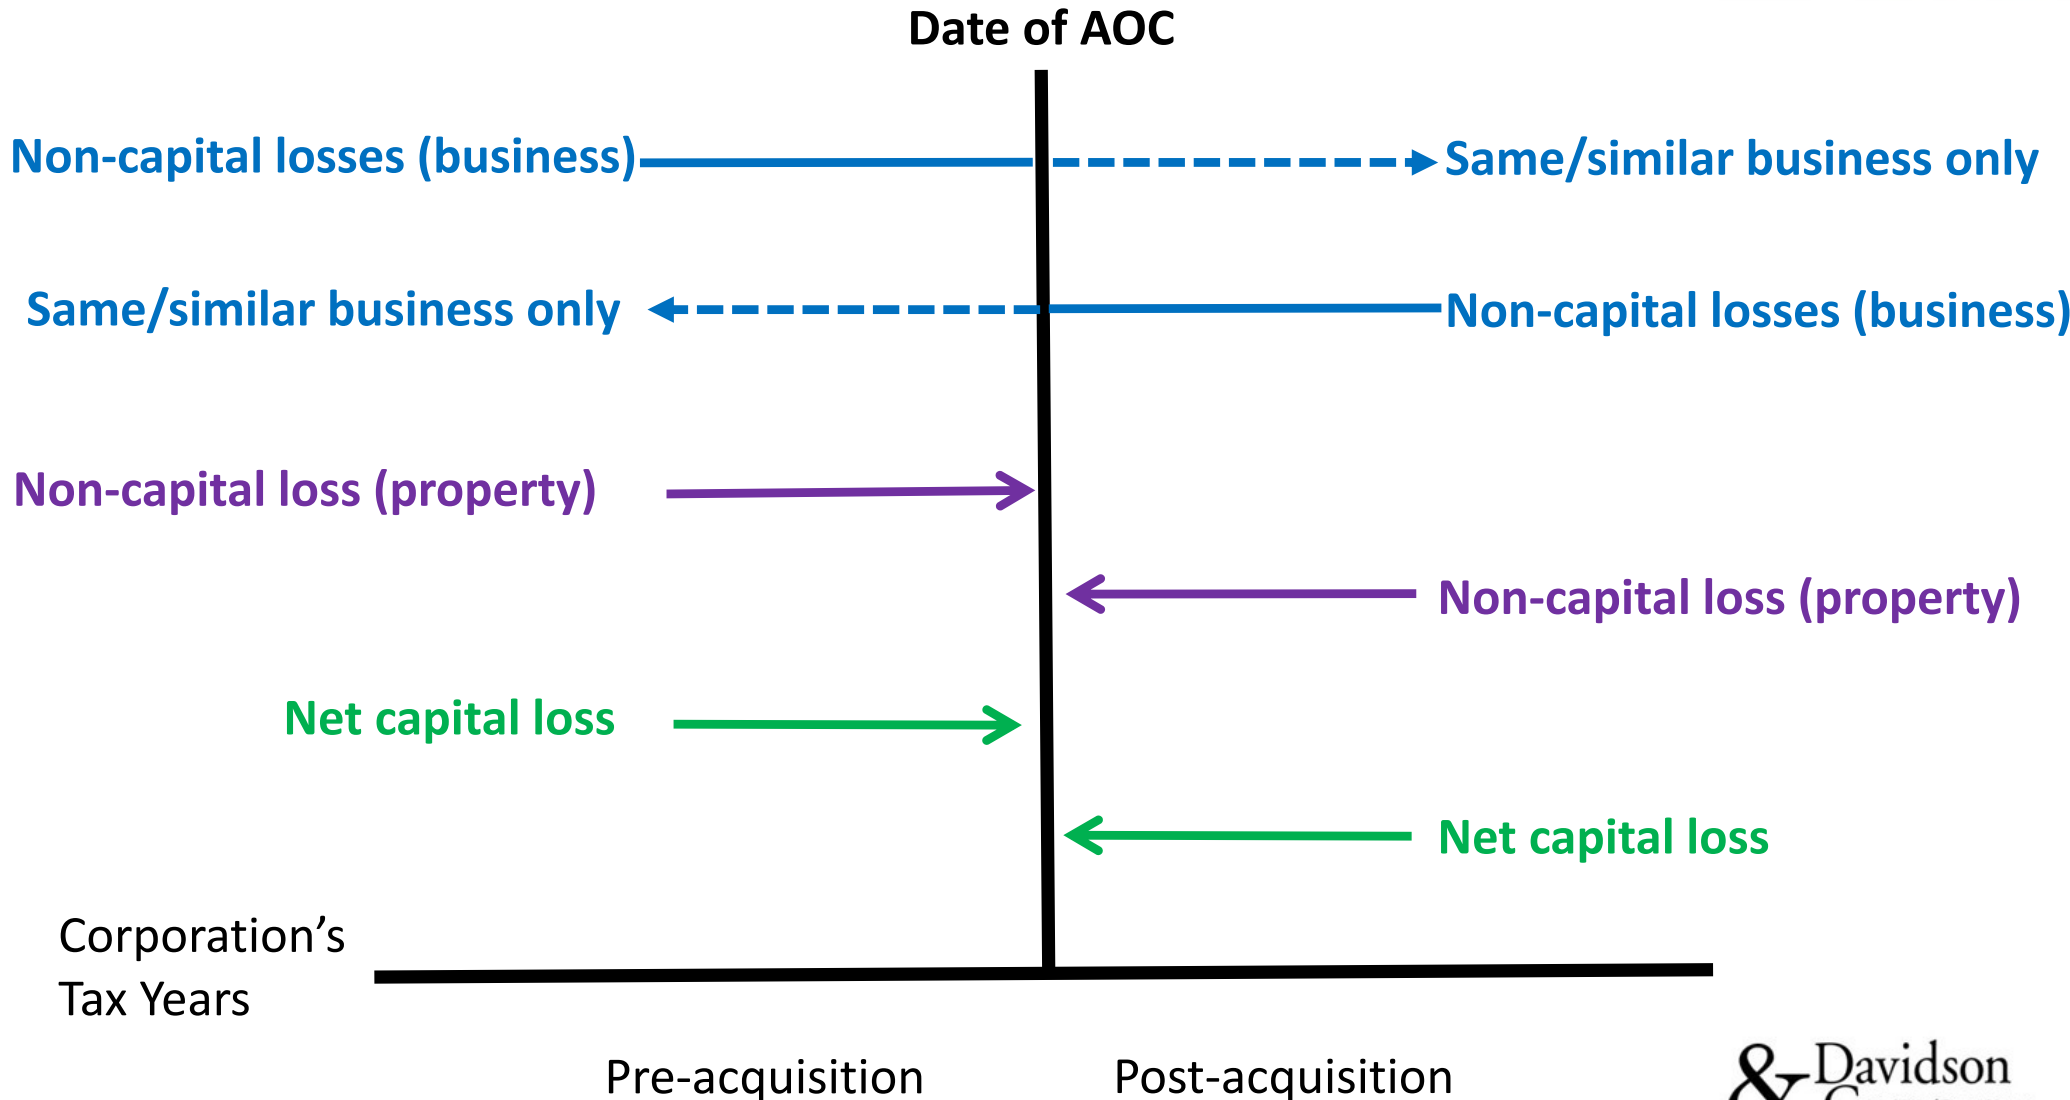 Date of AOC
Non-capital losses (business) Same/similar business only
Same/similar business only Non-capital losses (business)
Non-capital loss (property)
Non-capital loss (property)
Net capital loss
Net capital loss
Corporation’s
Tax Years
Pre-acquisition Post-acquisition
& Davidson